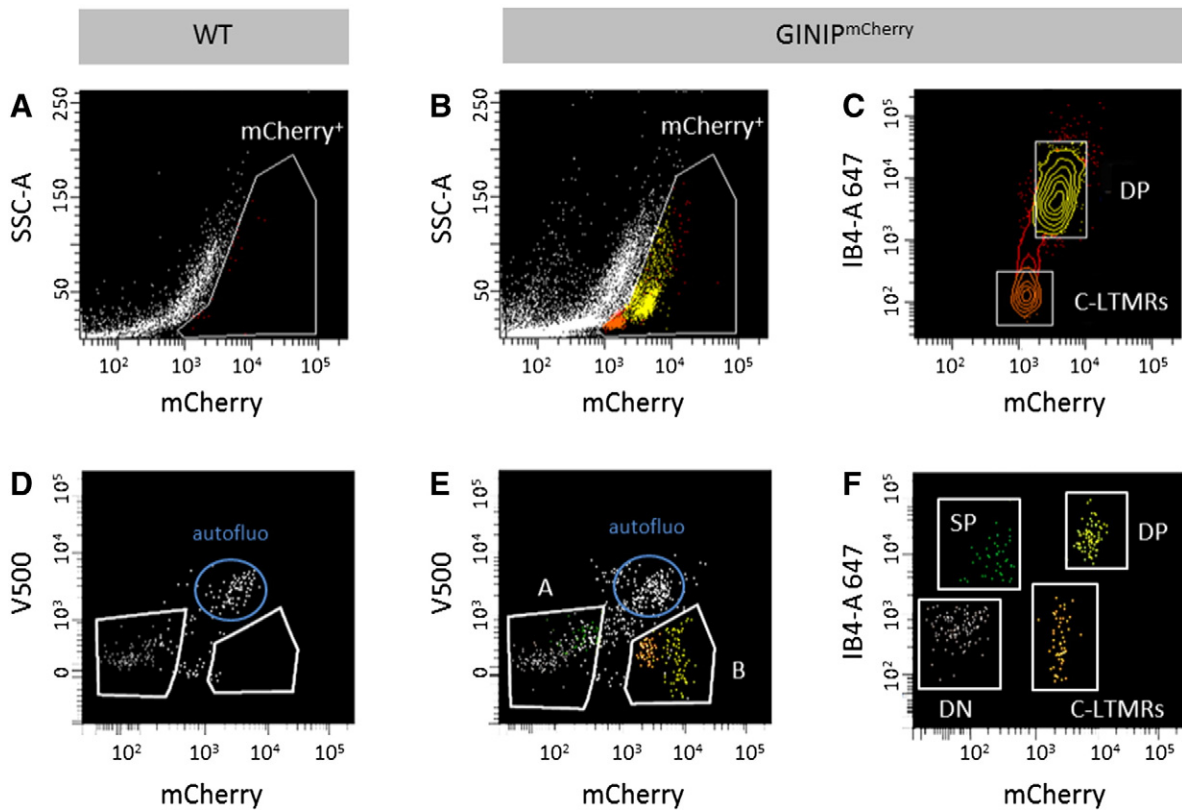 WT
GINIPmCherry
A
250
150
50
SSC-A
mCherry+
10² 10³ 10⁴ 10⁵
mCherry
B
250
150
50
SSC-A
mCherry+
10² 10³ 10⁴ 10⁵
mCherry
C
10⁵
10⁴
10³
10²
IB4-A 647
DP
C-LTMRs
10² 10³ 10⁴ 10⁵
mCherry
D
10⁵
10⁴
10³
0
V500
autofluo
10² 10³ 10⁴ 10⁵
mCherry
E
10⁵
10⁴
10³
0
V500
autofluo
A
B
10² 10³ 10⁴ 10⁵
mCherry
F
10⁵
10⁴
10³
10²
IB4-A 647
SP
DP
DN
C-LTMRs
10² 10³ 10⁴ 10⁵
mCherry